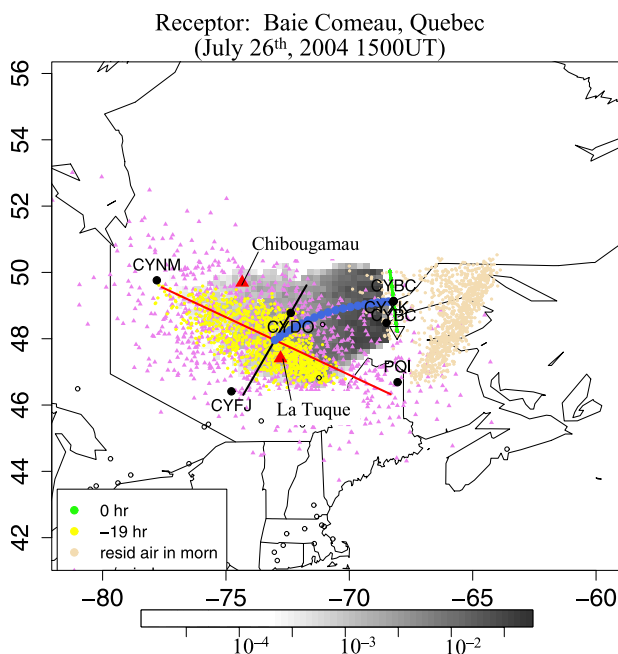 Receptor: Baie Comeau, Quebec
(July 26th, 2004 1500UT)
56
54
52
50
48
46
44
42
CYNM
Chibougamau
CYBC
CYDO
CYBC
PQI
CYFJ
La Tuque
0 hr
−19 hr
resid air in morn
−80
−75
−70
−65
−60
10⁻⁴
10⁻³
10⁻²